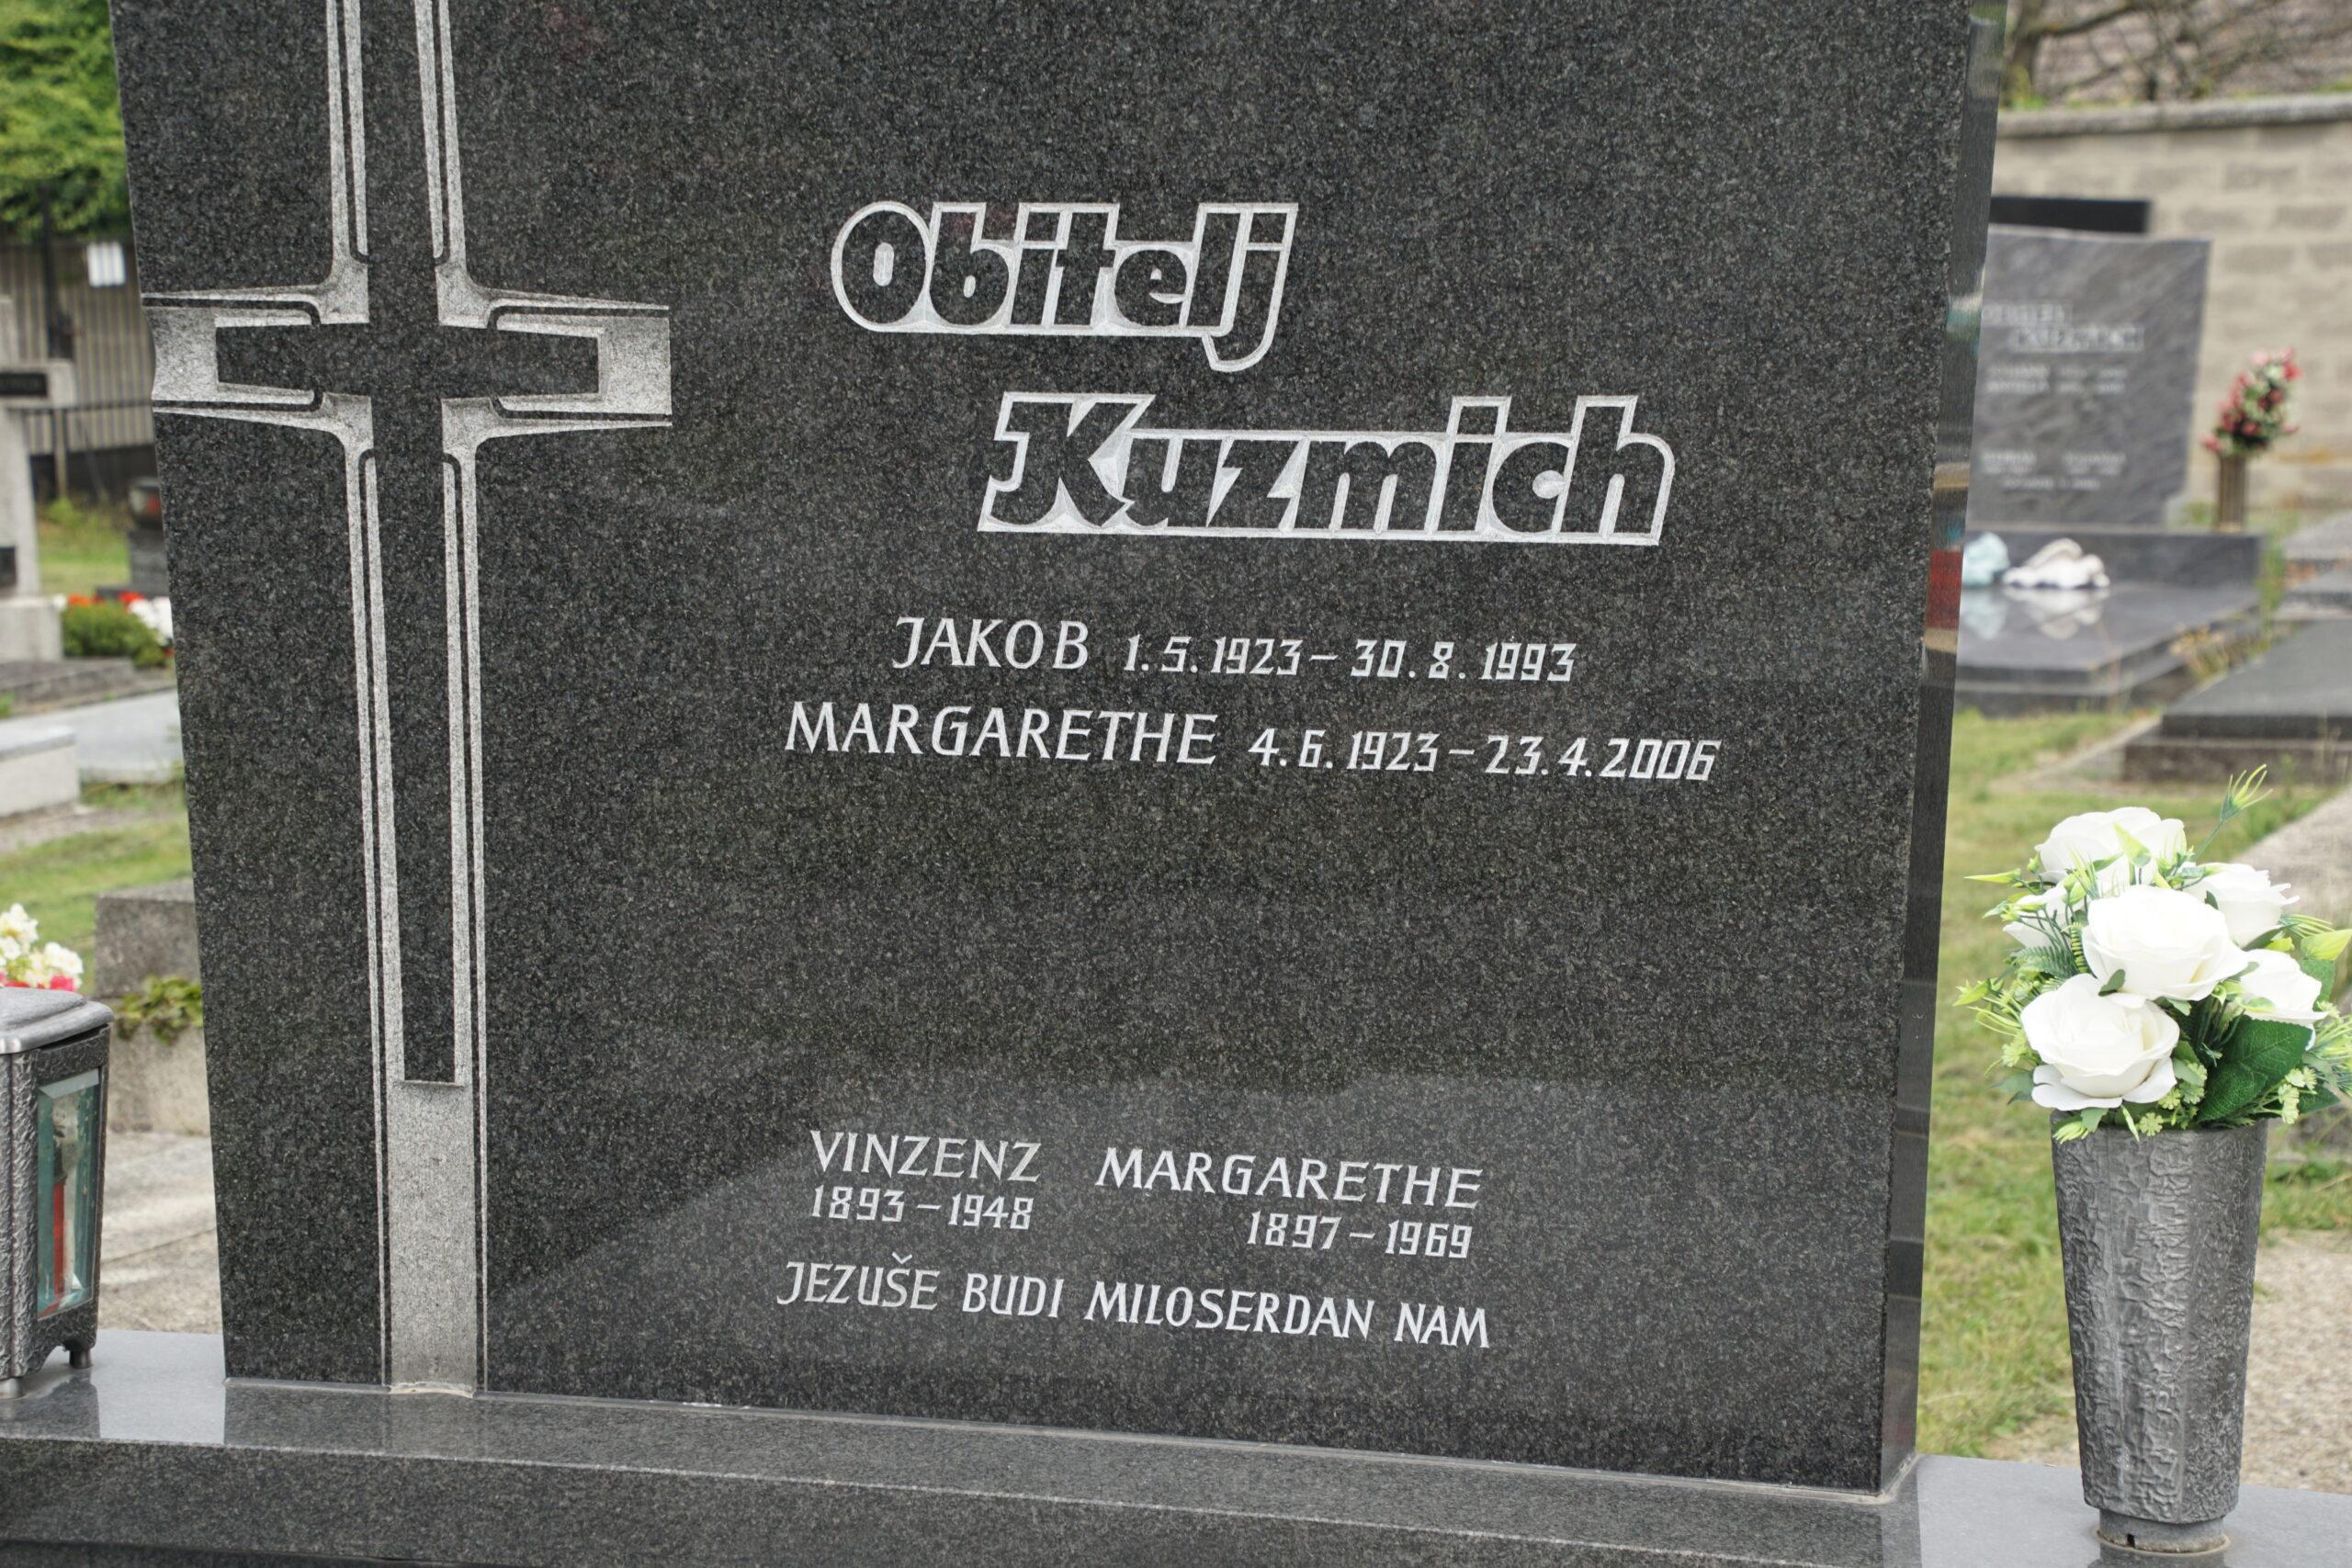 Obitelj
Kuzmich
JAKOB 1.5.1923 – 30.8.1993
MARGARETHE 4.6.1923 – 23.4.2006
VINZENZ MARGARETHE
1893 – 1948 1897 – 1969
JEZUŠE BUDI MILOSERDAN NAM